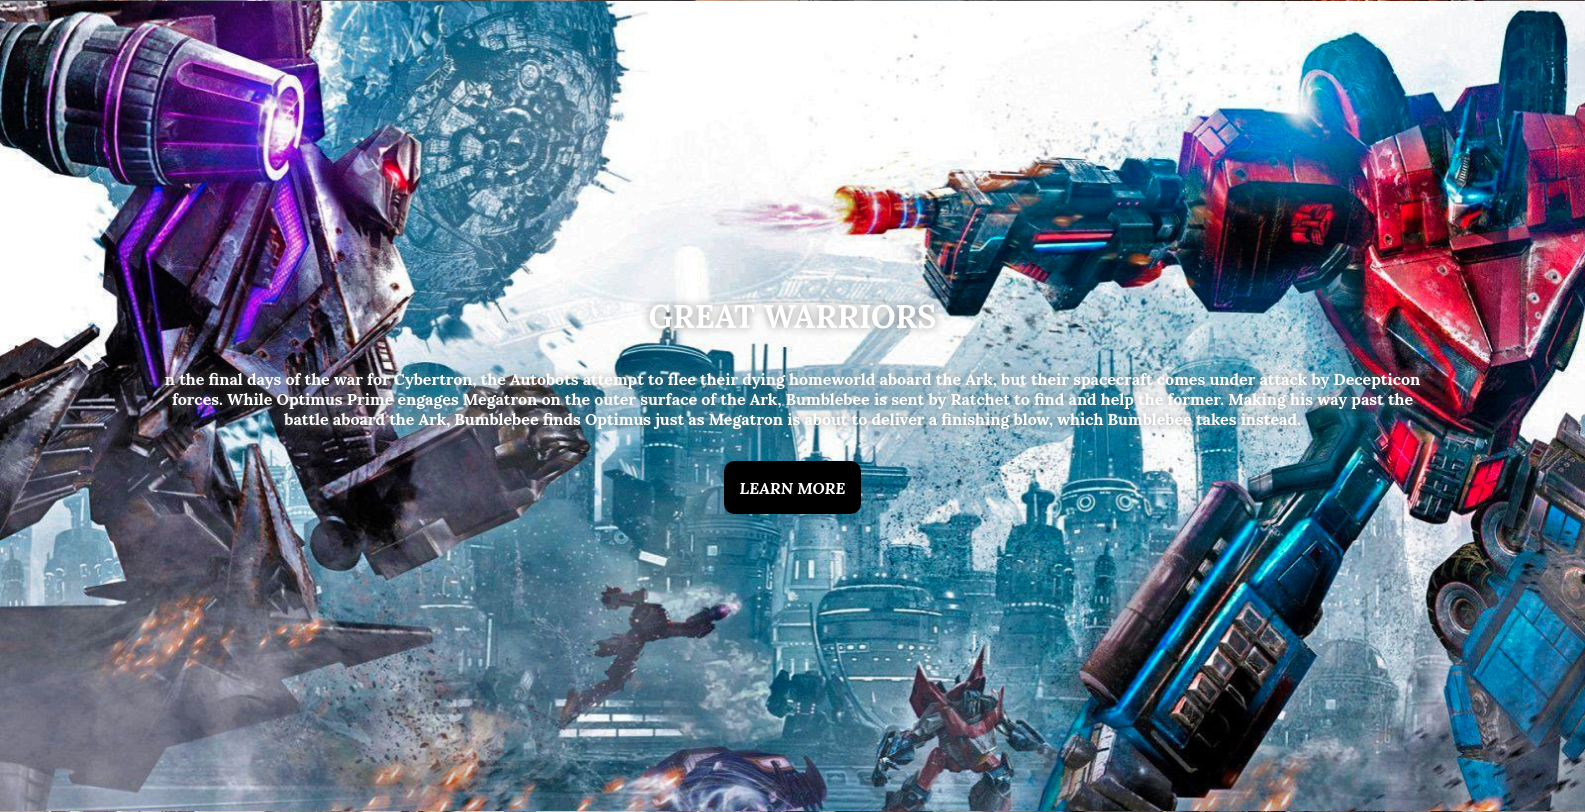 GREAT WARRIORS
n the final days of the war for Cybertron, the Autobots attempt to flee their dying homeworld aboard the Ark, but their spacecraft comes under attack by Decepticon
forces. While Optimus Prime engages Megatron on the outer surface of the Ark, Bumblebee is sent by Ratchet to find and help the former. Making his way past the
battle aboard the Ark, Bumblebee finds Optimus just as Megatron is about to deliver a finishing blow, which Bumblebee takes instead.
LEARN MORE